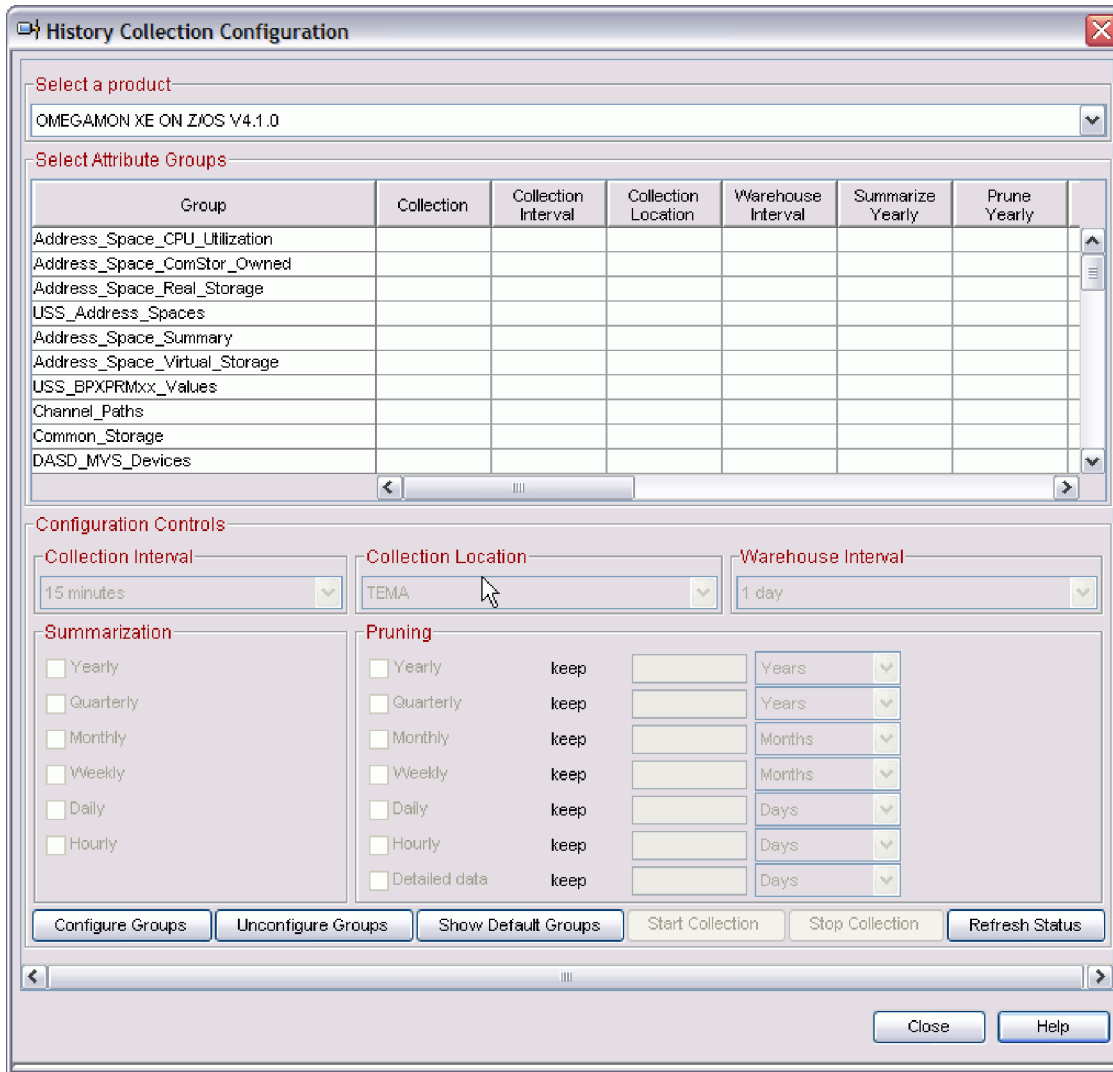 History Collection Configuration
Select a product
OMEGAMON XE ON Z/OS V4.1.0
Select Attribute Groups
Group Collection Collection Interval Collection Location Warehouse Interval Summarize Yearly Prune Yearly
Address_Space_CPU_Utilization
Address_Space_ComStor_Owned
Address_Space_Real_Storage
USS_Address_Spaces
Address_Space_Summary
Address_Space_Virtual_Storage
USS_BPXPRMxx_Values
Channel_Paths
Common_Storage
DASD_MVS_Devices
Configuration Controls
Collection Interval Collection Location Warehouse Interval
15 minutes TEMA 1 day
Summarization Pruning
Yearly Yearly keep Years
Quarterly Quarterly keep Years
Monthly Monthly keep Months
Weekly Weekly keep Months
Daily Daily keep Days
Hourly Hourly keep Days
Detailed data keep Days
Configure Groups Unconfigure Groups Show Default Groups Start Collection Stop Collection Refresh Status
Close Help